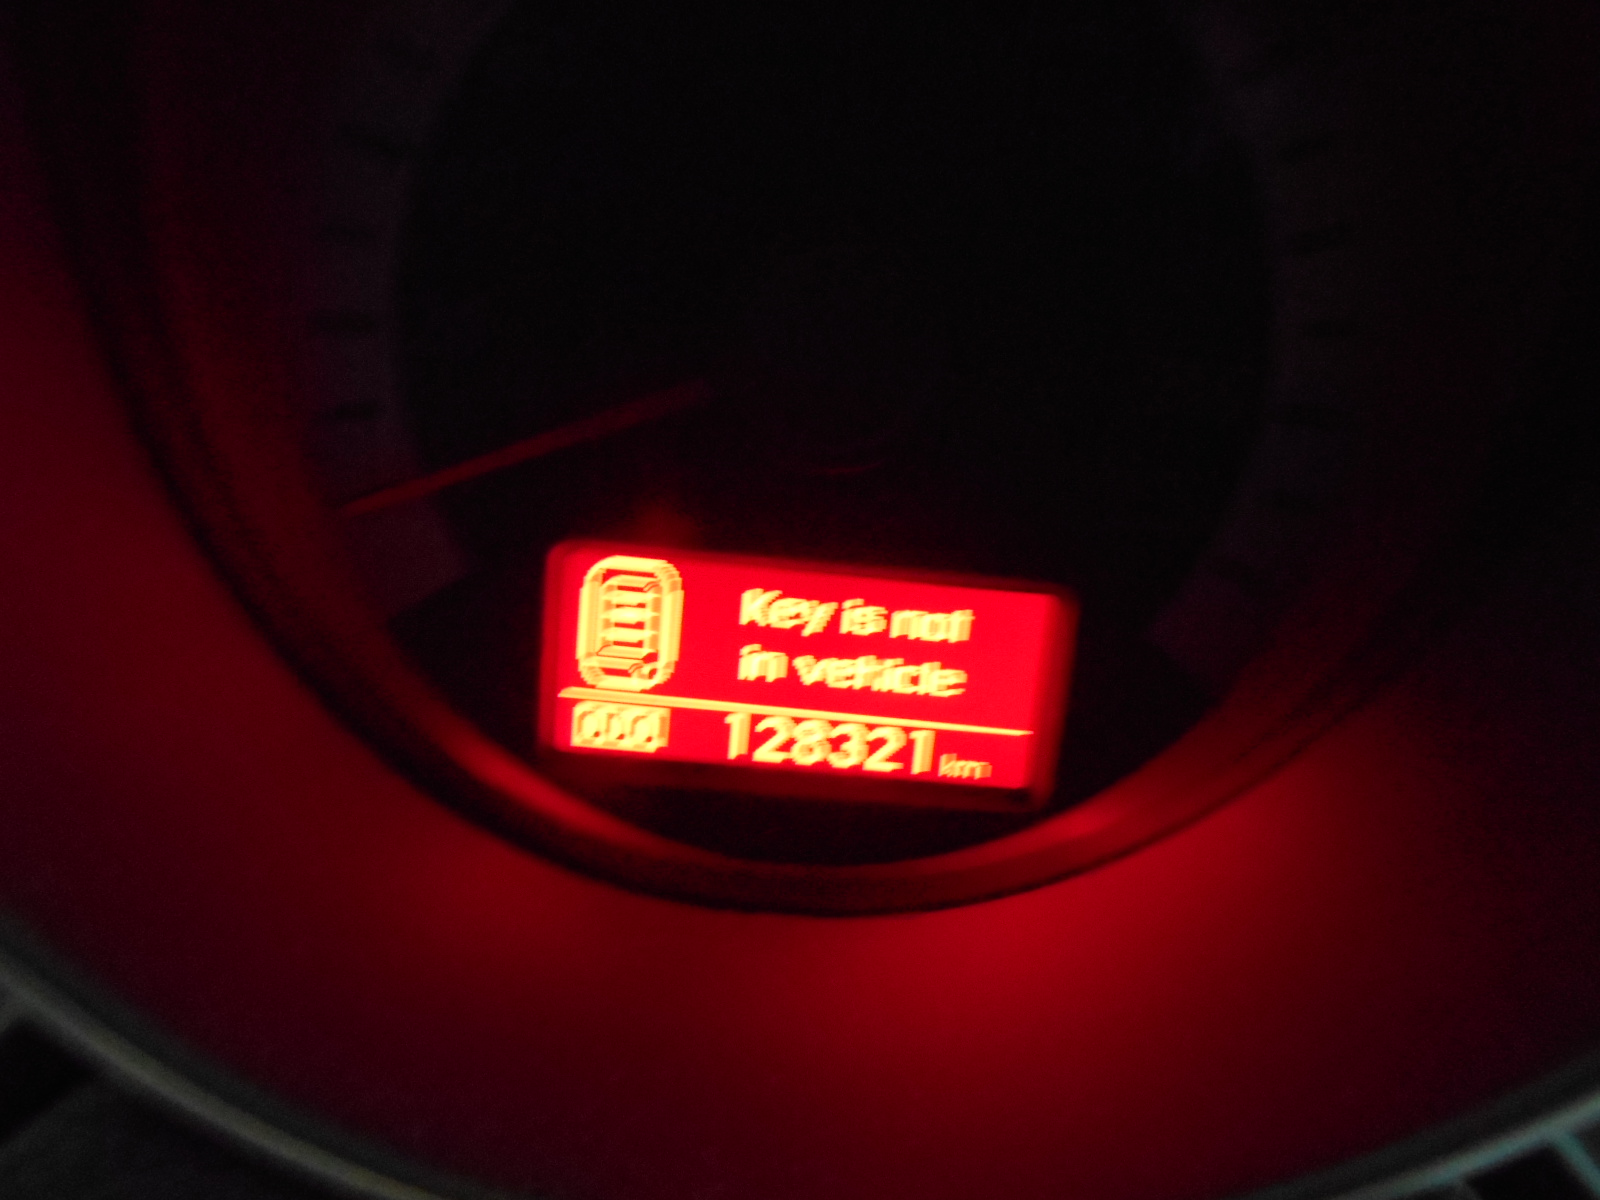 Key is not
in vehicle
128321 km